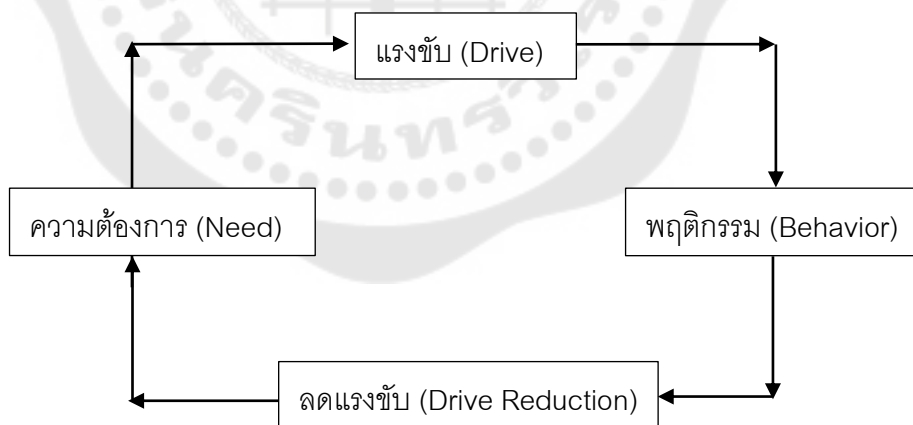 แรงขับ (Drive)
ความต้องการ (Need)
พฤติกรรม (Behavior)
ลดแรงขับ (Drive Reduction)